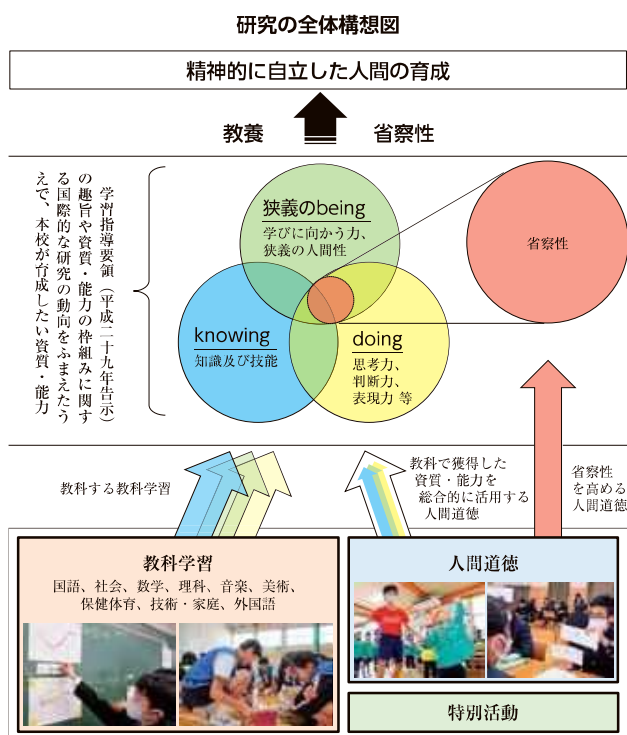 研究の全体構想図
精神的に自立した人間の育成
教養
省察性
学習指導要領（平成二十九年告示）
の趣旨や資質・能力の枠組みに関す
る国際的な研究の動向をふまえたう
えで、本校が育成したい資質・能力
狭義のbeing
学びに向かう力、
狭義の人間性
knowing
知識及び技能
doing
思考力、
判断力、
表現力 等
省察性
教科する教科学習
教科で獲得した
資質・能力を
総合的に活用する
人間道徳
省察性
を高める
人間道徳
教科学習
国語、社会、数学、理科、音楽、美術、
保健体育、技術・家庭、外国語
人間道徳
特別活動